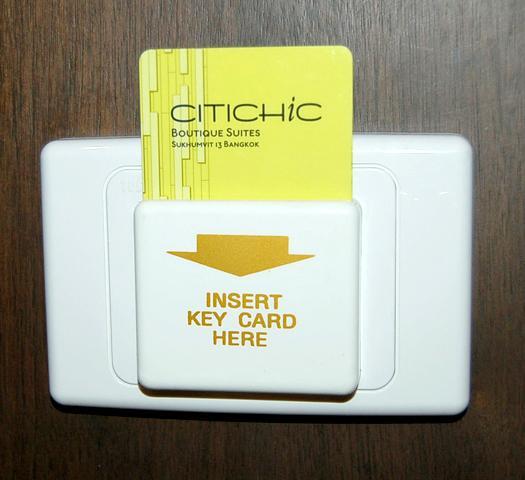 CITICHiC
BOUTIQUE SUITES
SUKHUMVIT 13 BANGKOK
INSERT
KEY CARD
HERE